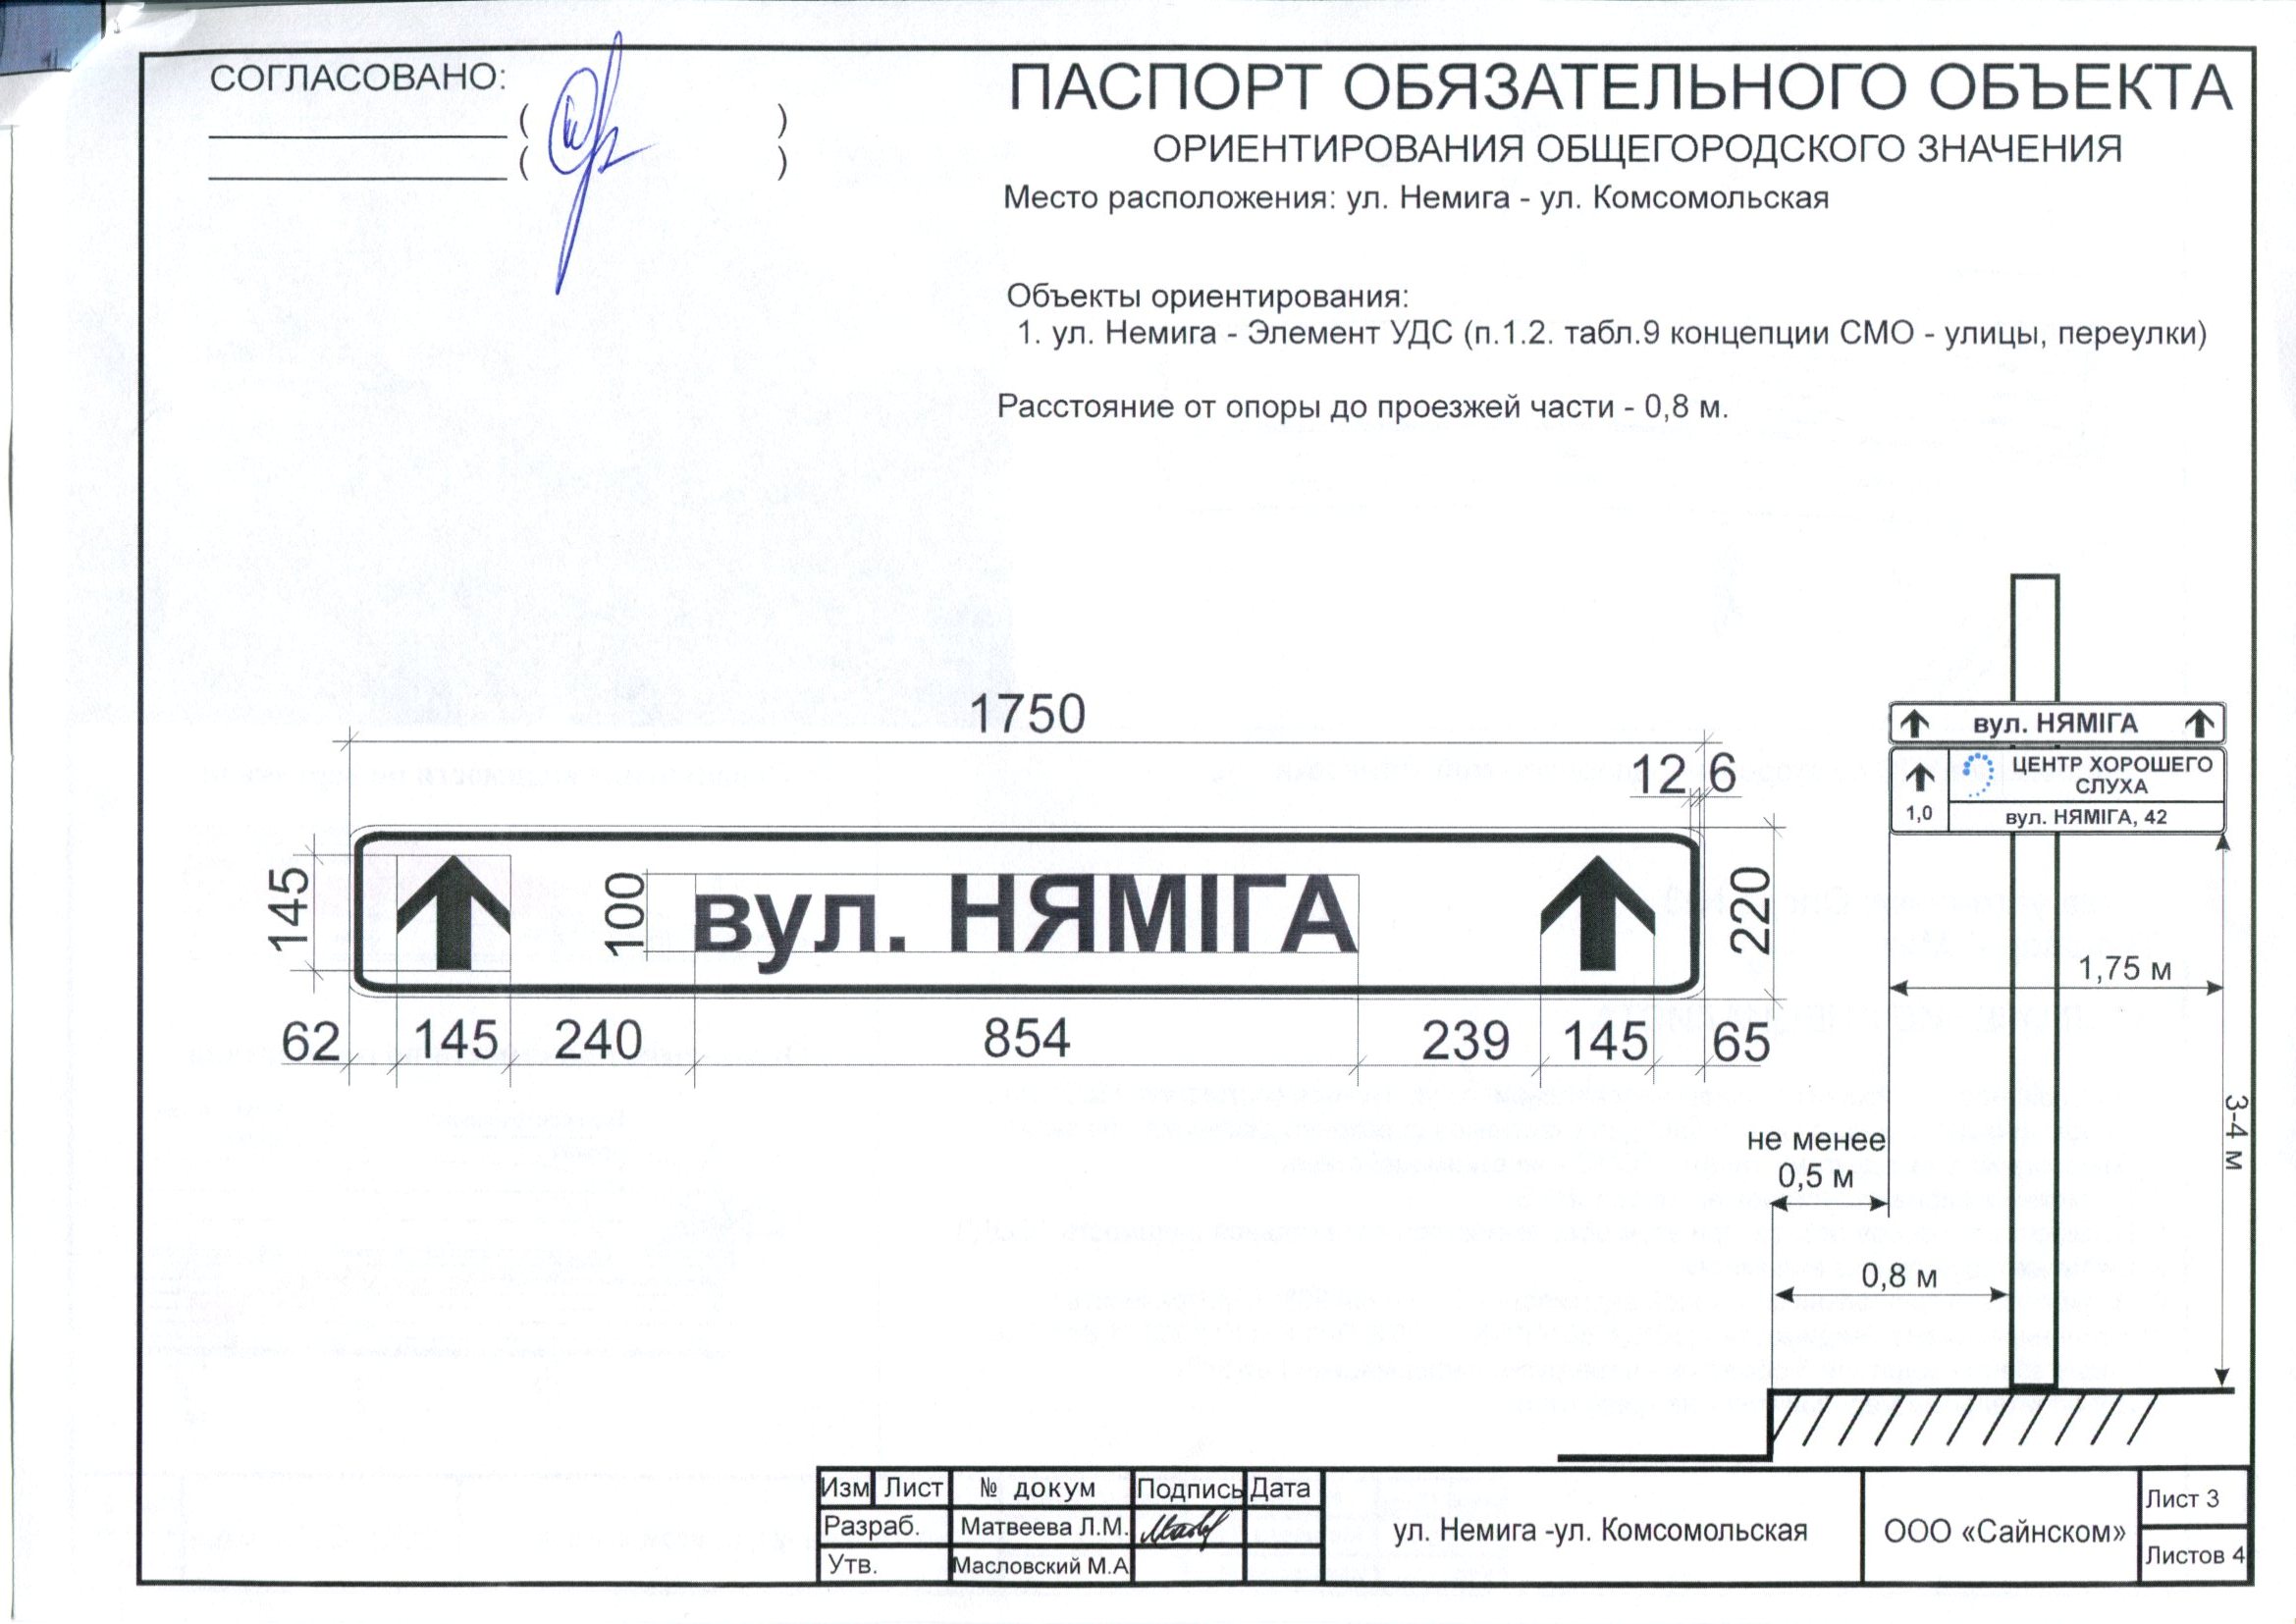 СОГЛАСОВАНО:
( )
( )
ПАСПОРТ ОБЯЗАТЕЛЬНОГО ОБЪЕКТА
ОРИЕНТИРОВАНИЯ ОБЩЕГОРОДСКОГО ЗНАЧЕНИЯ
Место расположения: ул. Немига - ул. Комсомольская
Объекты ориентирования:
1. ул. Немига - Элемент УДС (п.1.2. табл.9 концепции СМО - улицы, переулки)
Расстояние от опоры до проезжей части - 0,8 м.
1750
12 6
145
100
вул. НЯМІГА
220
62 145 240 854 239 145 65
вул. НЯМІГА
ЦЕНТР ХОРОШЕГО
СЛУХА
1,0
вул. НЯМІГА, 42
1,75 м
3-4 м
не менее
0,5 м
0,8 м
Изм Лист № докум Подпись Дата
Разраб. Матвеева Л.М.
Утв. Масловский М.А
ул. Немига -ул. Комсомольская
ООО «Сайнском»
Лист 3
Листов 4